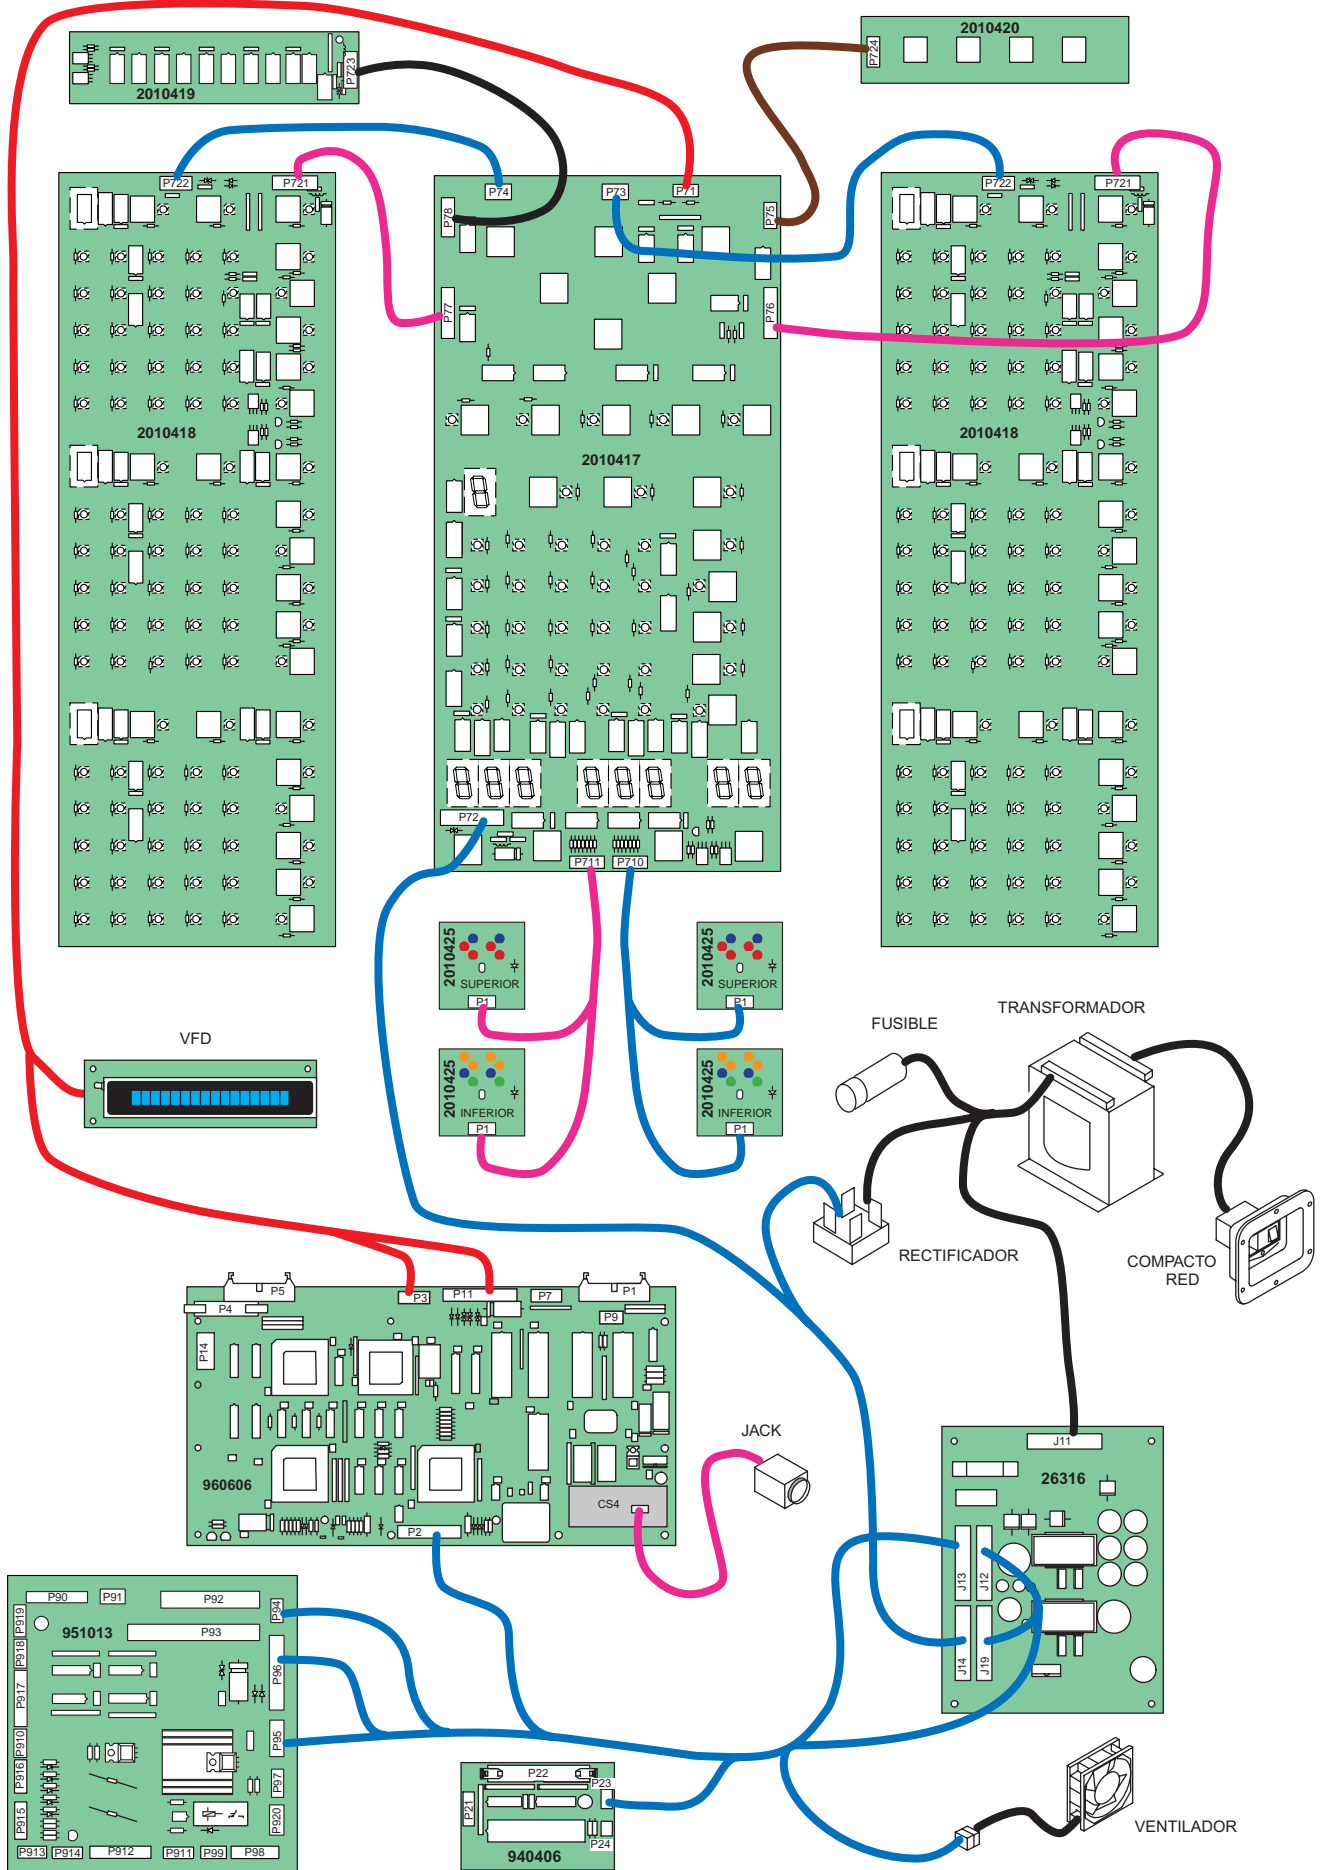 2010419
P723
2010420
P724
P722
P721
P74
P73
P71
P722
P721
P78
P75
P77
P76
2010418
2010417
2010418
P72
P711
P710
2010425
SUPERIOR
P1
2010425
SUPERIOR
P1
2010425
INFERIOR
P1
2010425
INFERIOR
P1
VFD
FUSIBLE
TRANSFORMADOR
RECTIFICADOR
COMPACTO
RED
P5
P4
P3
P11
P7
P1
P9
P14
960606
CS4
P2
JACK
J11
26316
J13
J12
J14
J19
P90
P91
P92
P94
P93
P919
951013
P918
P96
P917
P910
P95
P916
P97
P915
P920
P913
P914
P912
P911
P99
P98
P22
P23
P21
P24
940406
VENTILADOR